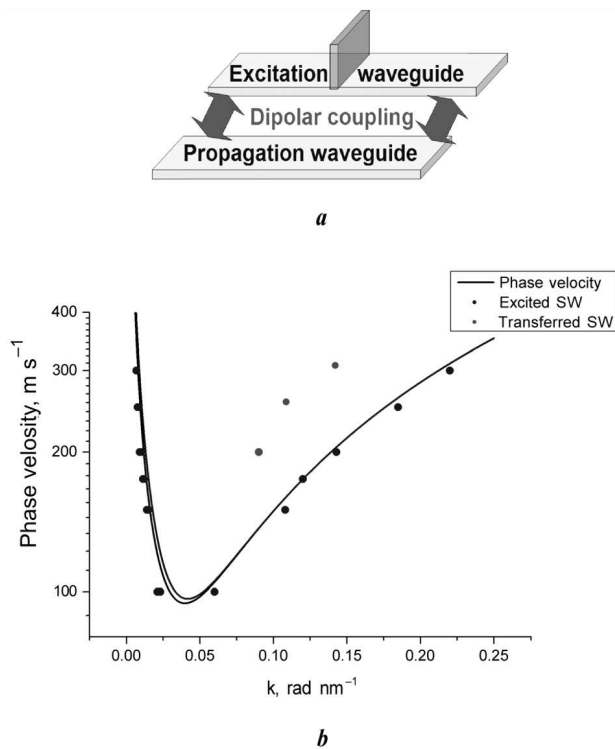 Excitation waveguide
Dipolar coupling
Propagation waveguide
a
Phase velocity
Excited SW
Transferred SW
400
300
200
100
Phase velosity, m s⁻¹
0.00 0.05 0.10 0.15 0.20 0.25
k, rad nm⁻¹
b